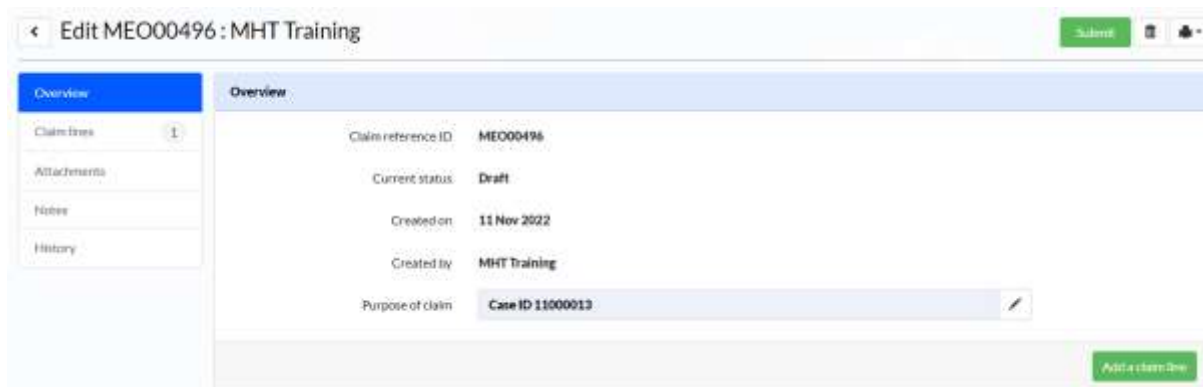 Edit MEO00496 : MHT Training
Submit
Overview
Claim lines 1
Attachments
Notes
History
Overview
Claim reference ID MEO00496
Current status Draft
Created on 11 Nov 2022
Created by MHT Training
Purpose of claim Case ID 11000013
Add a claim line